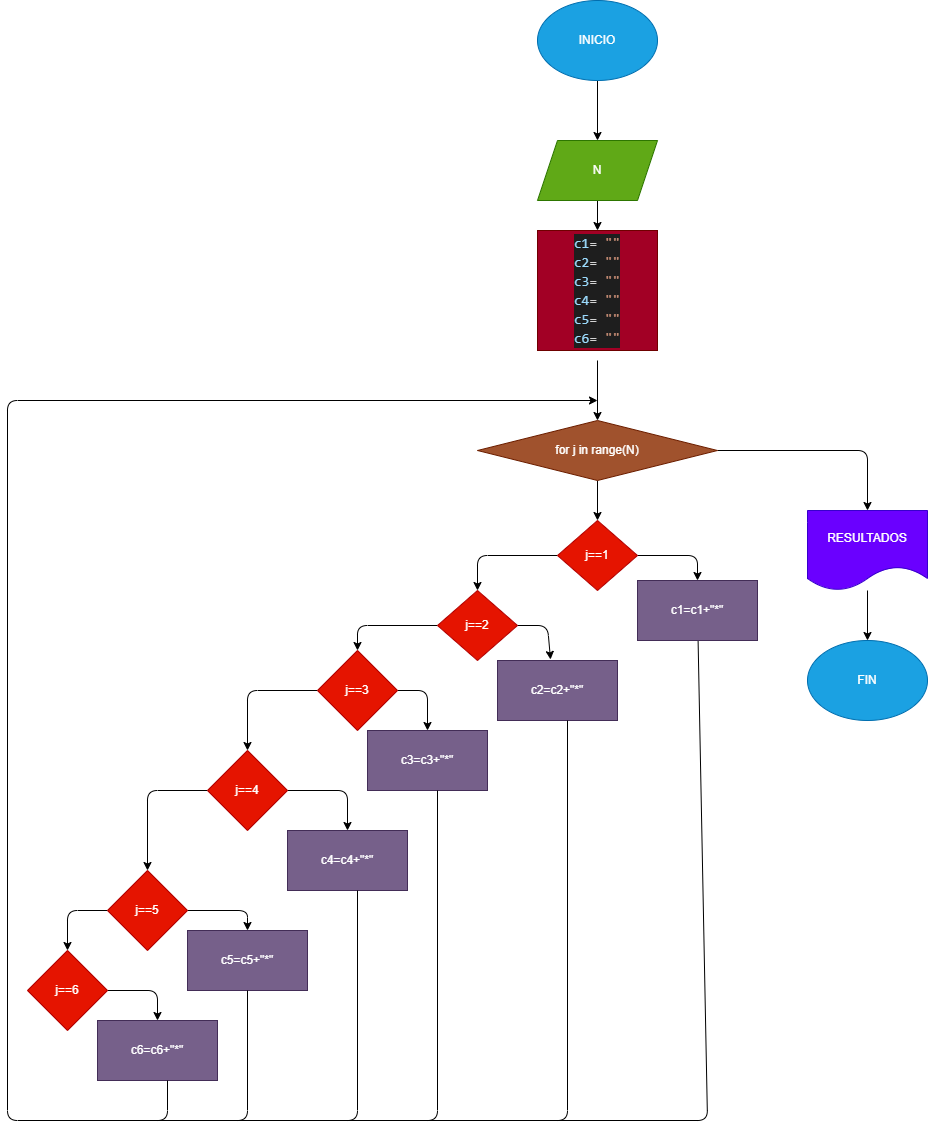 INICIO
N
c1= ""
c2= ""
c3= ""
c4= ""
c5= ""
c6= ""
for j in range(N)
RESULTADOS
j==1
c1=c1+"*"
j==2
c2=c2+"*"
FIN
j==3
c3=c3+"*"
j==4
c4=c4+"*"
j==5
c5=c5+"*"
j==6
c6=c6+"*"